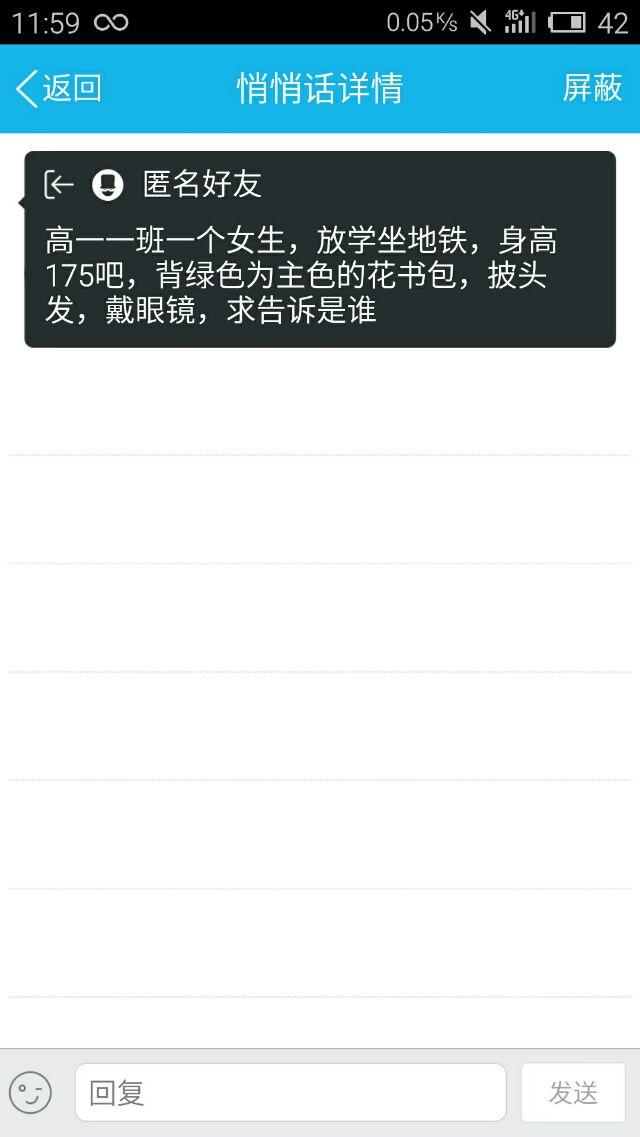 11:59 0.05K/s 4G+ 42
返回 悄悄话详情 屏蔽
匿名好友
高一一班一个女生，放学坐地铁，身高
175吧，背绿色为主色的花书包，披头
发，戴眼镜，求告诉是谁
回复 发送